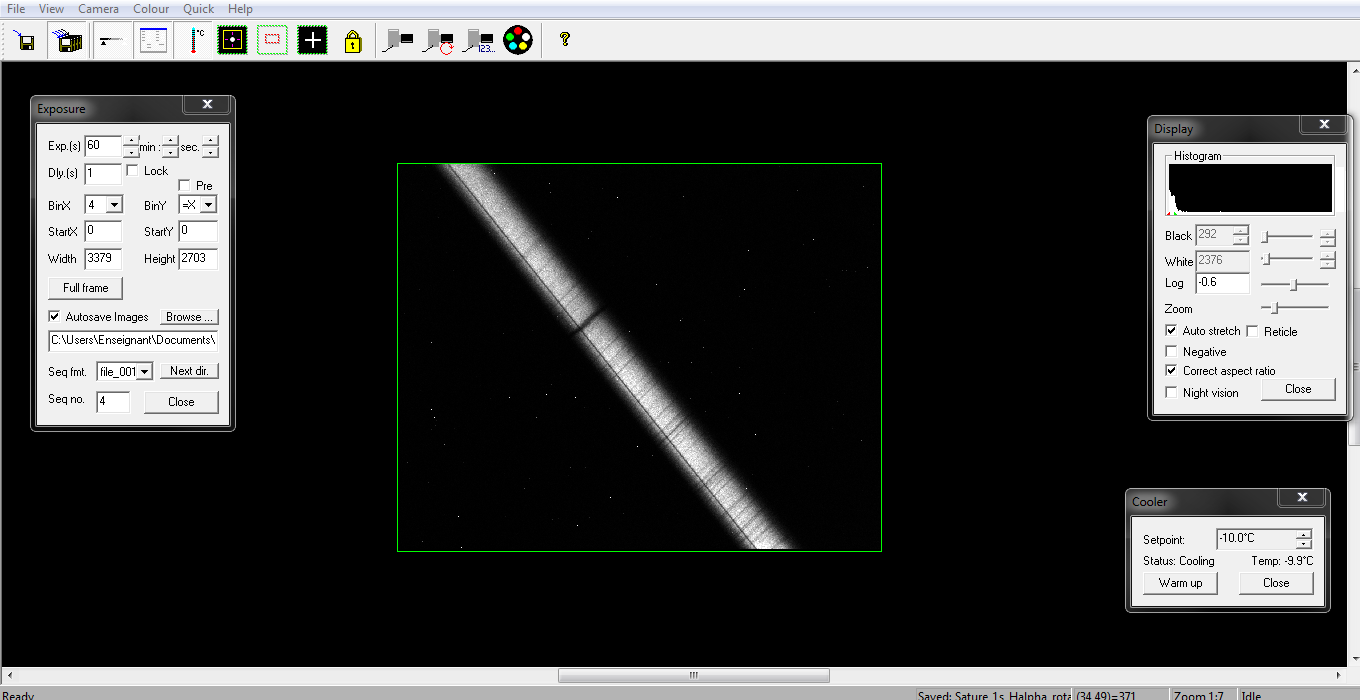 File View Camera Colour Quick Help
°C
123...
?
Exposure
Exp.(s) 60 min : sec.
Dly.(s) 1 Lock
Pre
BinX 4 BinY =X
StartX 0 StartY 0
Width 3379 Height 2703
Full frame
Autosave Images Browse ...
C:\Users\Enseignant\Documents\
Seq fmt. file_001 Next dir.
Seq no. 4 Close
Display
Histogram
Black 292
White 2376
Log -0.6
Zoom
Auto stretch Reticle
Negative
Correct aspect ratio
Night vision Close
Cooler
Setpoint: -10.0°C
Status: Cooling Temp: -9.9°C
Warm up Close
Ready Saved: Sature_1s_Halpha_rota (34,49)=371 Zoom 1:7 Idle